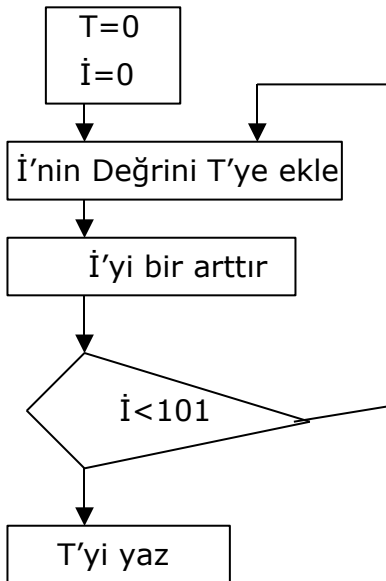 T=0
İ=0
İ’nin Değrini T’ye ekle
İ’yi bir arttır
İ<101
T’yi yaz